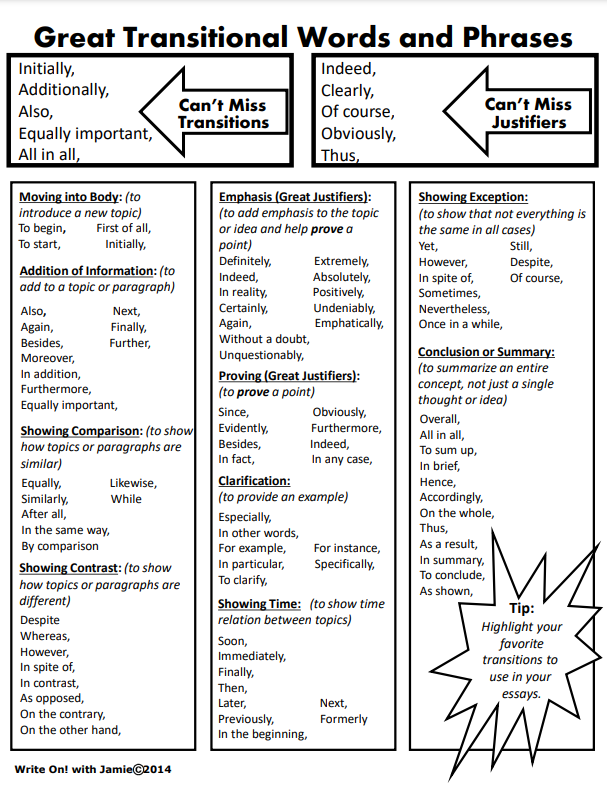 Great Transitional Words and Phrases
Initially,
Additionally,
Also,
Equally important,
All in all,
Can't Miss
Transitions
Indeed,
Clearly,
Of course,
Obviously,
Thus,
Can't Miss
Justifiers
Moving into Body: (to
introduce a new topic)
To begin, First of all,
To start, Initially,
Addition of Information: (to
add to a topic or paragraph)
Also, Next,
Again, Finally,
Besides, Further,
Moreover,
In addition,
Furthermore,
Equally important,
Showing Comparison: (to show
how topics or paragraphs are
similar)
Equally, Likewise,
Similarly, While
After all,
In the same way,
By comparison
Showing Contrast: (to show
how topics or paragraphs are
different)
Despite
Whereas,
However,
In spite of,
In contrast,
As opposed,
On the contrary,
On the other hand,
Emphasis (Great Justifiers):
(to add emphasis to the topic
or idea and help prove a
point)
Definitely, Extremely,
Indeed, Absolutely,
In reality, Positively,
Certainly, Undeniably,
Again, Emphatically,
Without a doubt,
Unquestionably,
Proving (Great Justifiers):
(to prove a point)
Since, Obviously,
Evidently, Furthermore,
Besides, Indeed,
In fact, In any case,
Clarification:
(to provide an example)
Especially,
In other words,
For example, For instance,
In particular, Specifically,
To clarify,
Showing Time: (to show time
relation between topics)
Soon,
Immediately,
Finally,
Then,
Later, Next,
Previously, Formerly
In the beginning,
Showing Exception:
(to show that not everything is
the same in all cases)
Yet, Still,
However, Despite,
In spite of, Of course,
Sometimes,
Nevertheless,
Once in a while,
Conclusion or Summary:
(to summarize an entire
concept, not just a single
thought or idea)
Overall,
All in all,
To sum up,
In brief,
Hence,
Accordingly,
On the whole,
Thus,
As a result,
In summary,
To conclude,
As shown,
Tip:
Highlight your
favorite
transitions to
use in your
essays.
Write On! with Jamie©2014